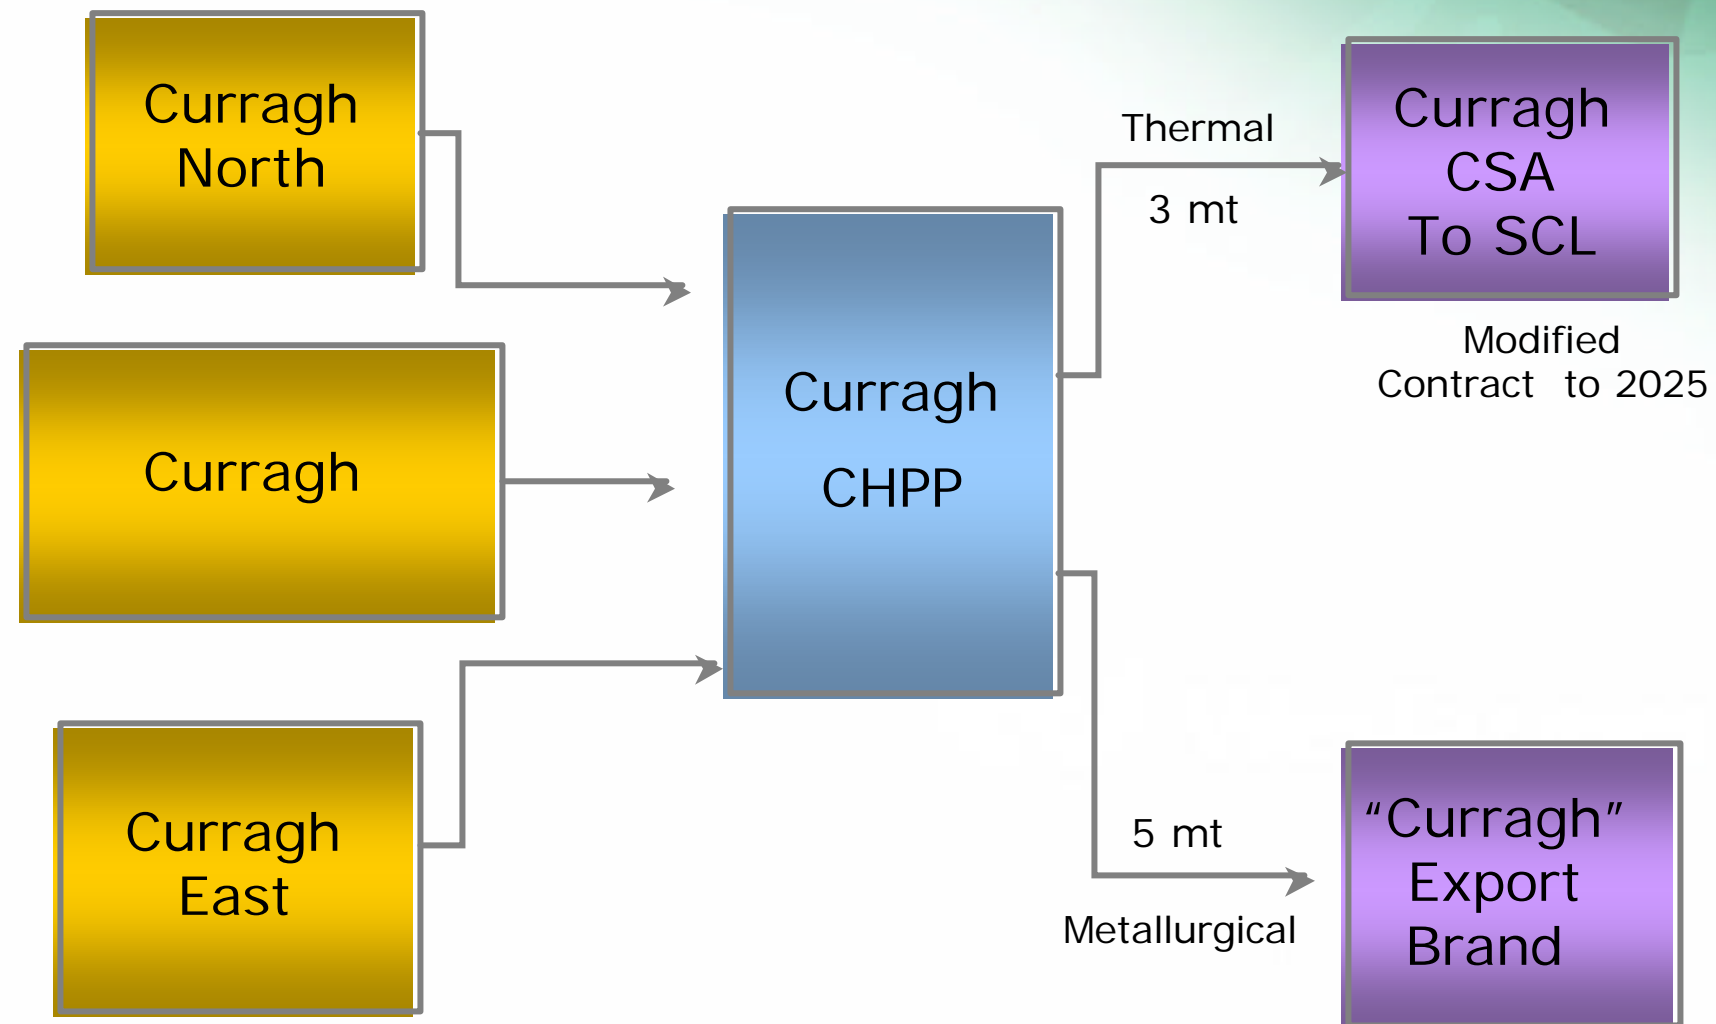 Curragh
North
Curragh
Curragh
East
Curragh
CHPP
Thermal
3 mt
Curragh
CSA
To SCL
Modified
Contract to 2025
5 mt
Metallurgical
“Curragh”
Export
Brand